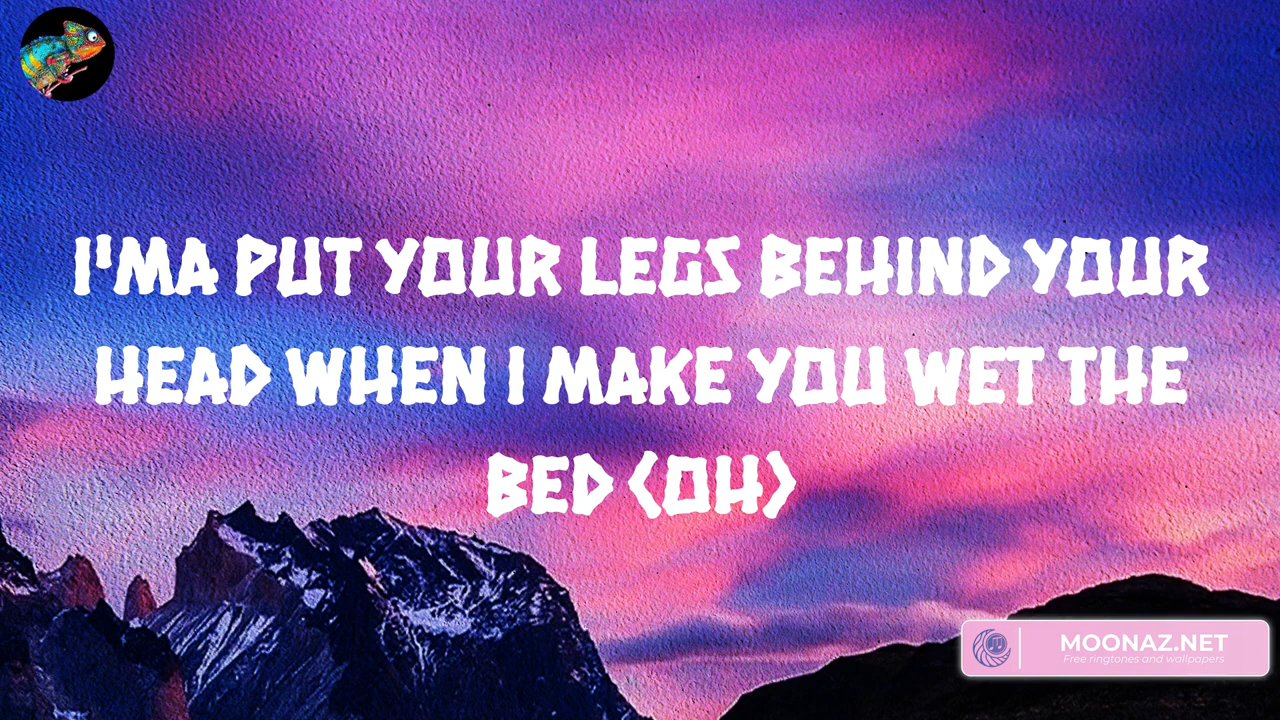 I'MA PUT YOUR LEGS BEHIND YOUR
HEAD WHEN I MAKE YOU WET THE
BED (OH)
MOONAZ.NET
Free ringtones and wallpapers